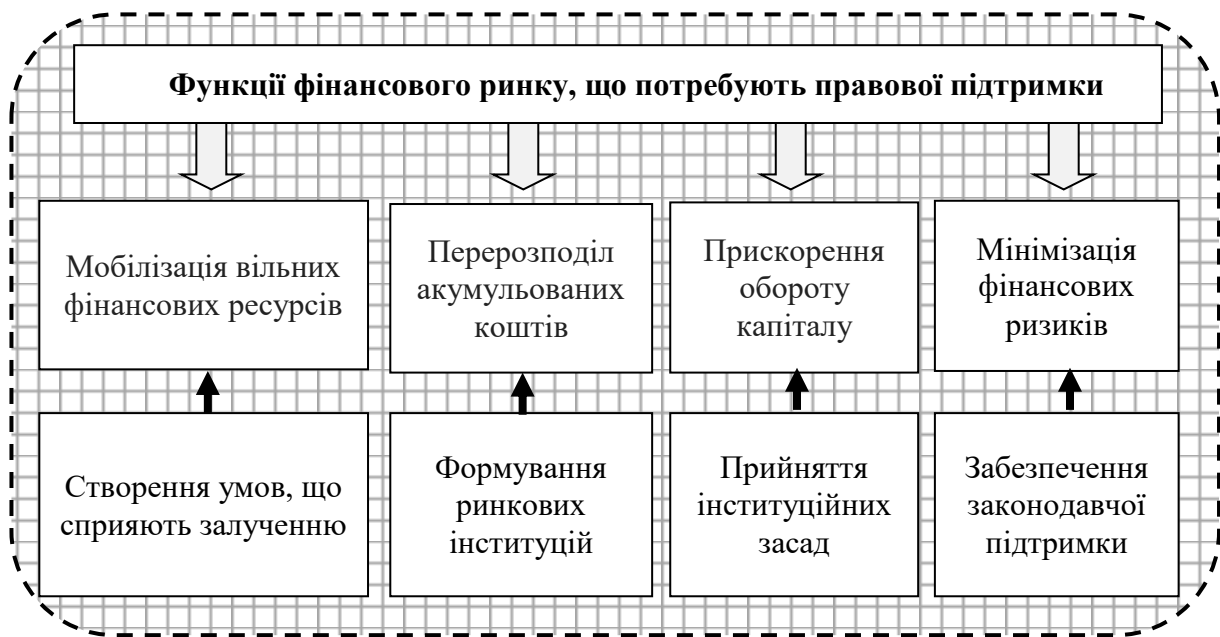 Функції фінансового ринку, що потребують правової підтримки
Мобілізація вільних
фінансових ресурсів
Перерозподіл
акумульованих
коштів
Прискорення
обороту
капіталу
Мінімізація
фінансових
ризиків
Створення умов, що
сприяють залученню
Формування
ринкових
інституцій
Прийняття
інституційних
засад
Забезпечення
законодавчої
підтримки